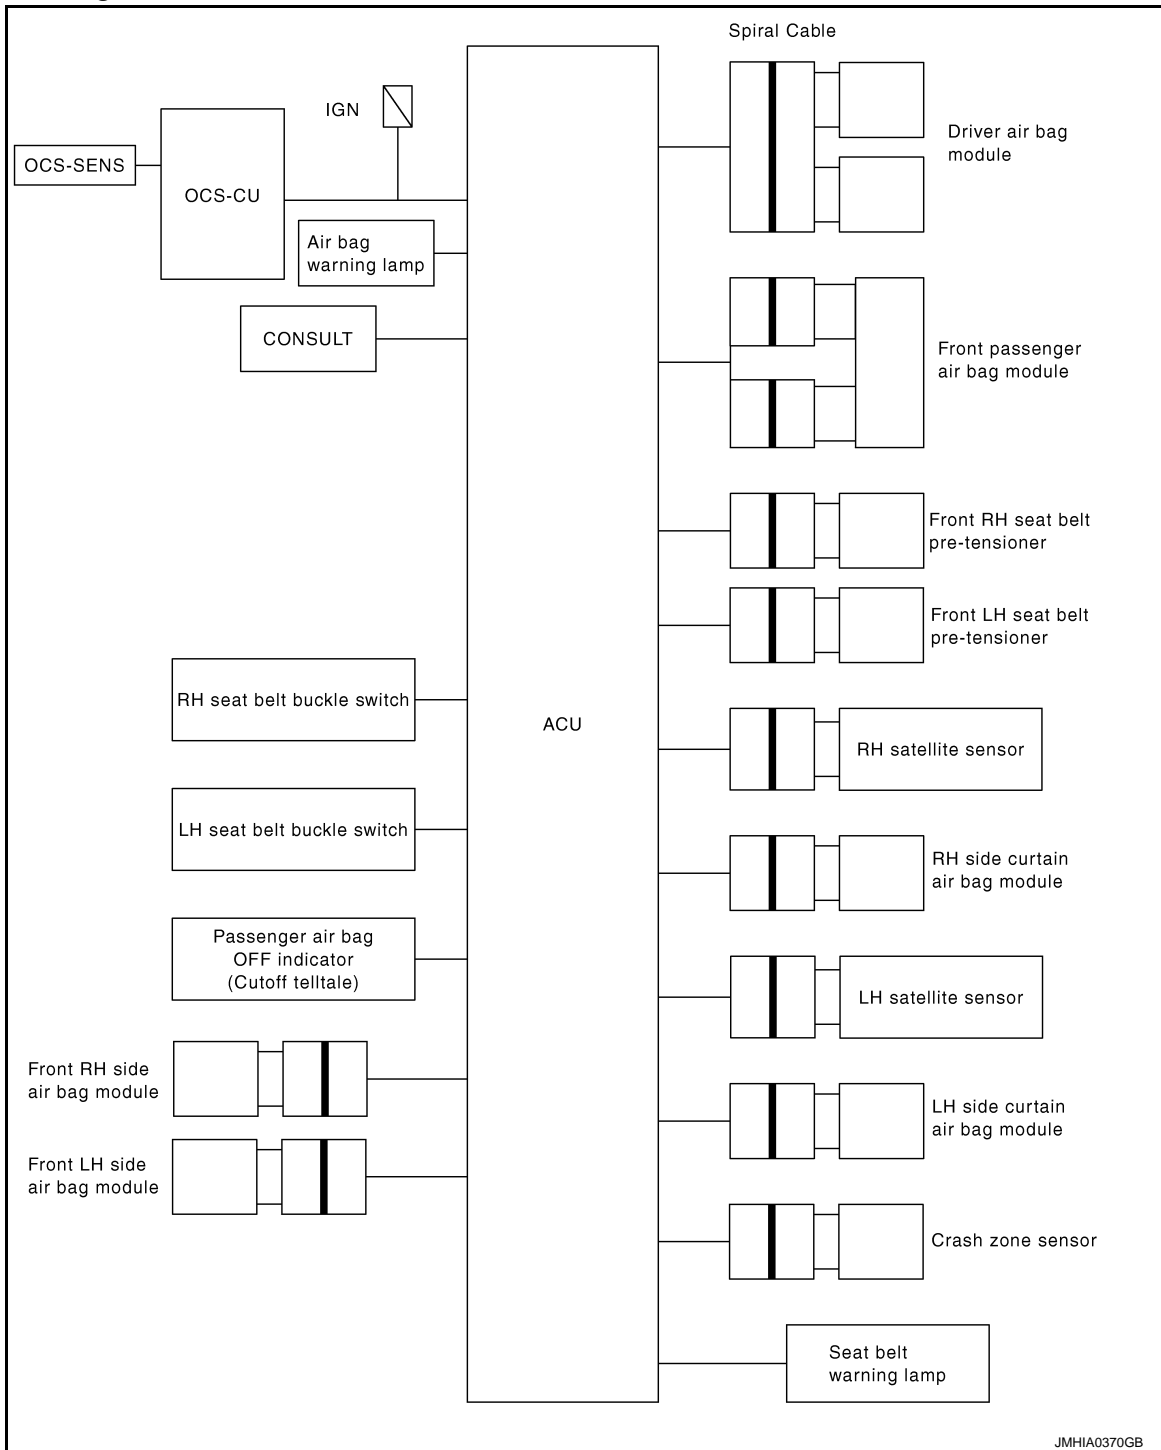 Spiral Cable
IGN
OCS-SENS
OCS-CU
Air bag
warning lamp
CONSULT
RH seat belt buckle switch
LH seat belt buckle switch
Passenger air bag
OFF indicator
(Cutoff telltale)
Front RH side
air bag module
Front LH side
air bag module
ACU
Driver air bag
module
Front passenger
air bag module
Front RH seat belt
pre-tensioner
Front LH seat belt
pre-tensioner
RH satellite sensor
RH side curtain
air bag module
LH satellite sensor
LH side curtain
air bag module
Crash zone sensor
Seat belt
warning lamp
JMHIA0370GB